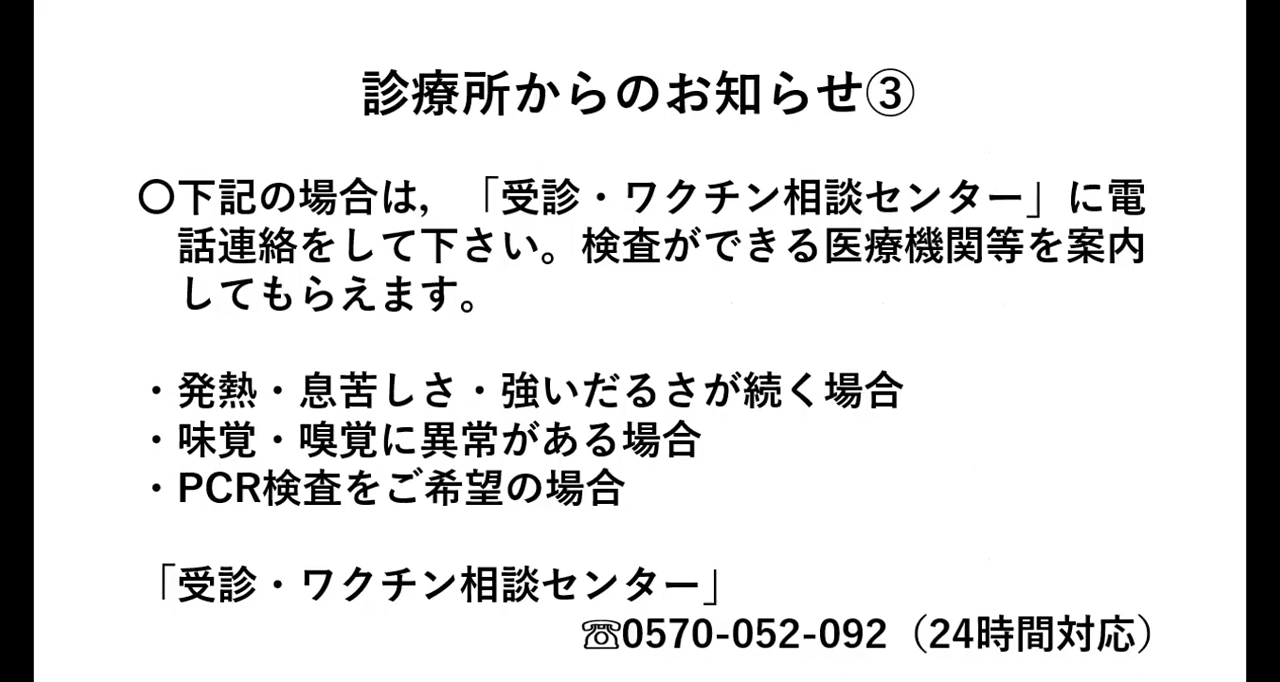 診療所からのお知らせ③
〇下記の場合は，「受診・ワクチン相談センター」に電
話連絡をして下さい。検査ができる医療機関等を案内
してもらえます。
・発熱・息苦しさ・強いだるさが続く場合
・味覚・嗅覚に異常がある場合
・PCR検査をご希望の場合
「受診・ワクチン相談センター」
☏0570-052-092（24時間対応）